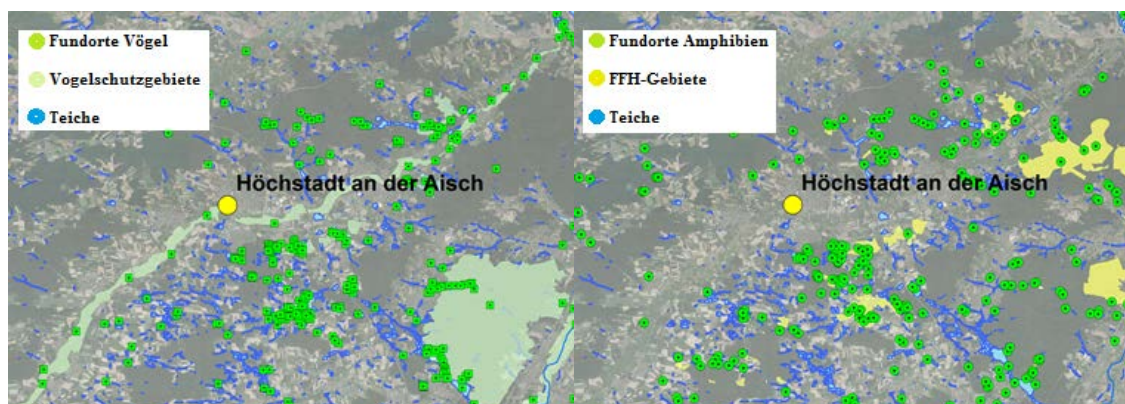 Fundorte Vögel
Vogelschutzgebiete
Teiche
Höchstadt an der Aisch
Fundorte Amphibien
FFH-Gebiete
Teiche
Höchstadt an der Aisch